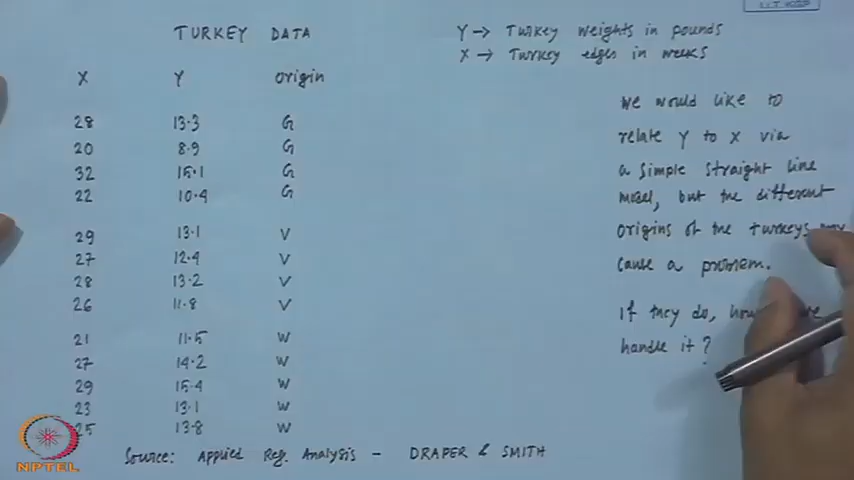 TURKEY DATA
Y → Turkey weights in pounds
X → Turkey edges in weeks
X Y Origin
28 13.3 G
20 8.9 G
32 15.1 G
22 10.4 G
29 13.1 V
27 12.4 V
28 13.2 V
26 11.8 V
21 11.5 W
27 14.2 W
29 15.4 W
23 13.1 W
25 13.8 W
We would like to
relate Y to X via
a simple straight line
model, but the different
origins of the turkeys
cause a problem.
If they do,
handle it?
Source: Applied Reg. Analysis - DRAPER & SMITH
NPTEL